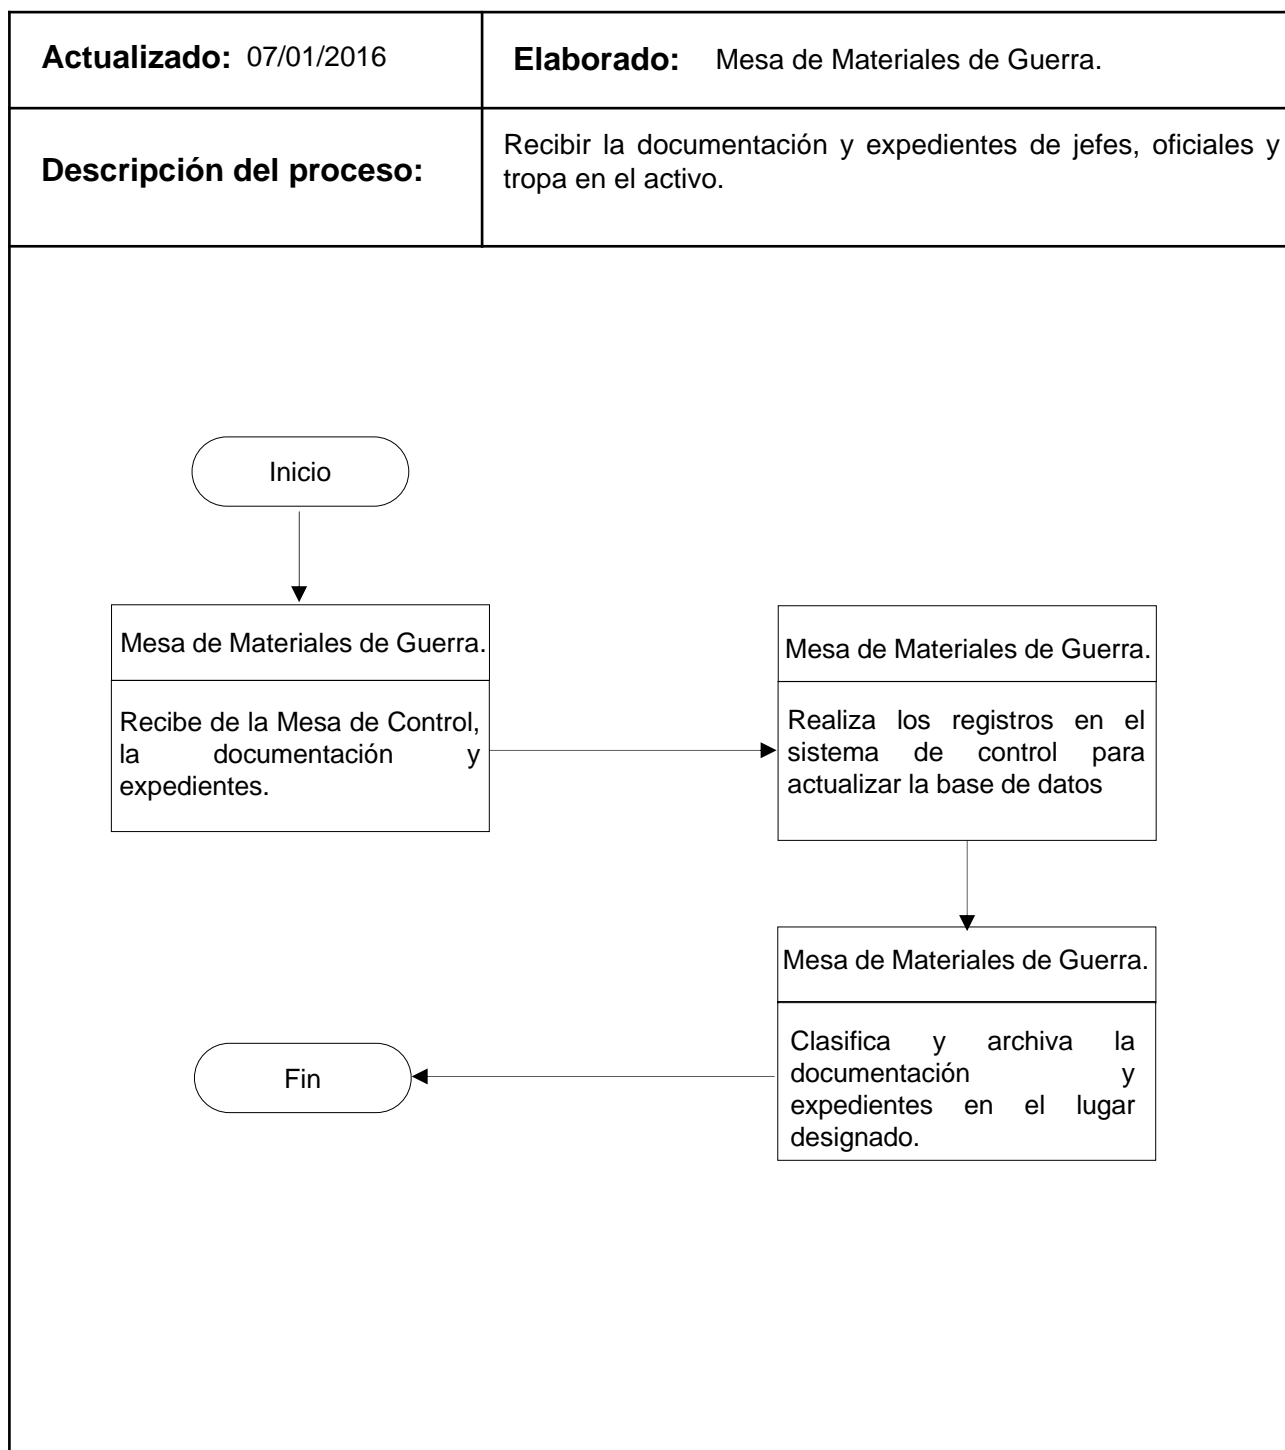 Actualizado: 07/01/2016
Elaborado: Mesa de Materiales de Guerra.
Descripción del proceso:
Recibir la documentación y expedientes de jefes, oficiales y
tropa en el activo.
Inicio
Mesa de Materiales de Guerra.
Recibe de la Mesa de Control,
la documentación y
expedientes.
Mesa de Materiales de Guerra.
Realiza los registros en el
sistema de control para
actualizar la base de datos
Mesa de Materiales de Guerra.
Clasifica y archiva la
documentación y
expedientes en el lugar
designado.
Fin